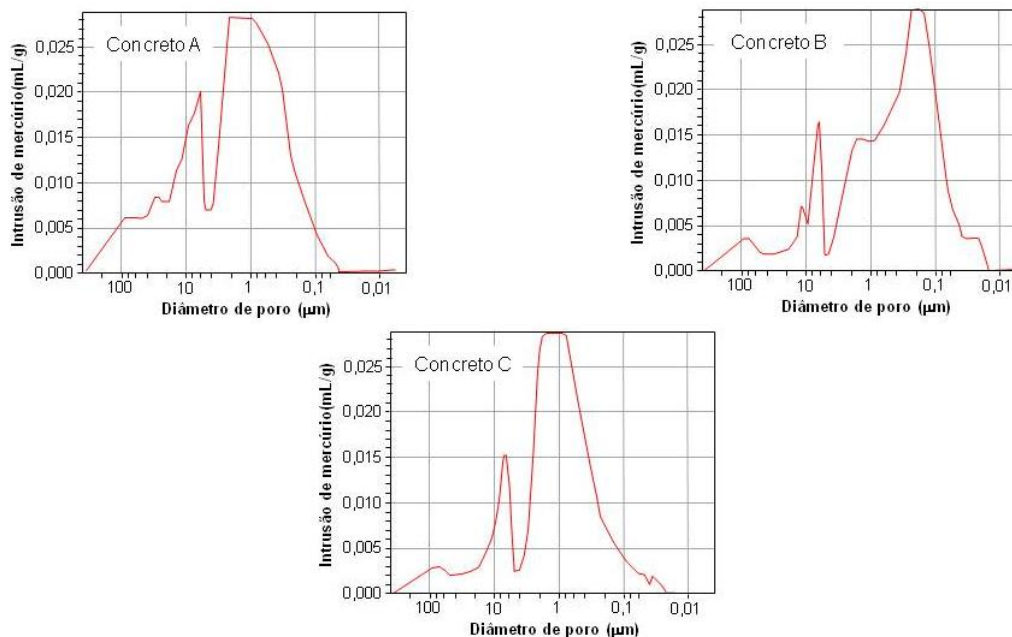 Concreto A
Intrusão de mercúrio(mL/g)
0,025
0,020
0,015
0,010
0,005
0,000
100 10 1 0,1 0,01
Diâmetro de poro (µm)
Concreto B
Intrusão de mercúrio(mL/g)
0,025
0,020
0,015
0,010
0,005
0,000
100 10 1 0,1 0,01
Diâmetro de poro (µm)
Concreto C
Intrusão de mercúrio(mL/g)
0,025
0,020
0,015
0,010
0,005
0,000
100 10 1 0,1 0,01
Diâmetro de poro (µm)